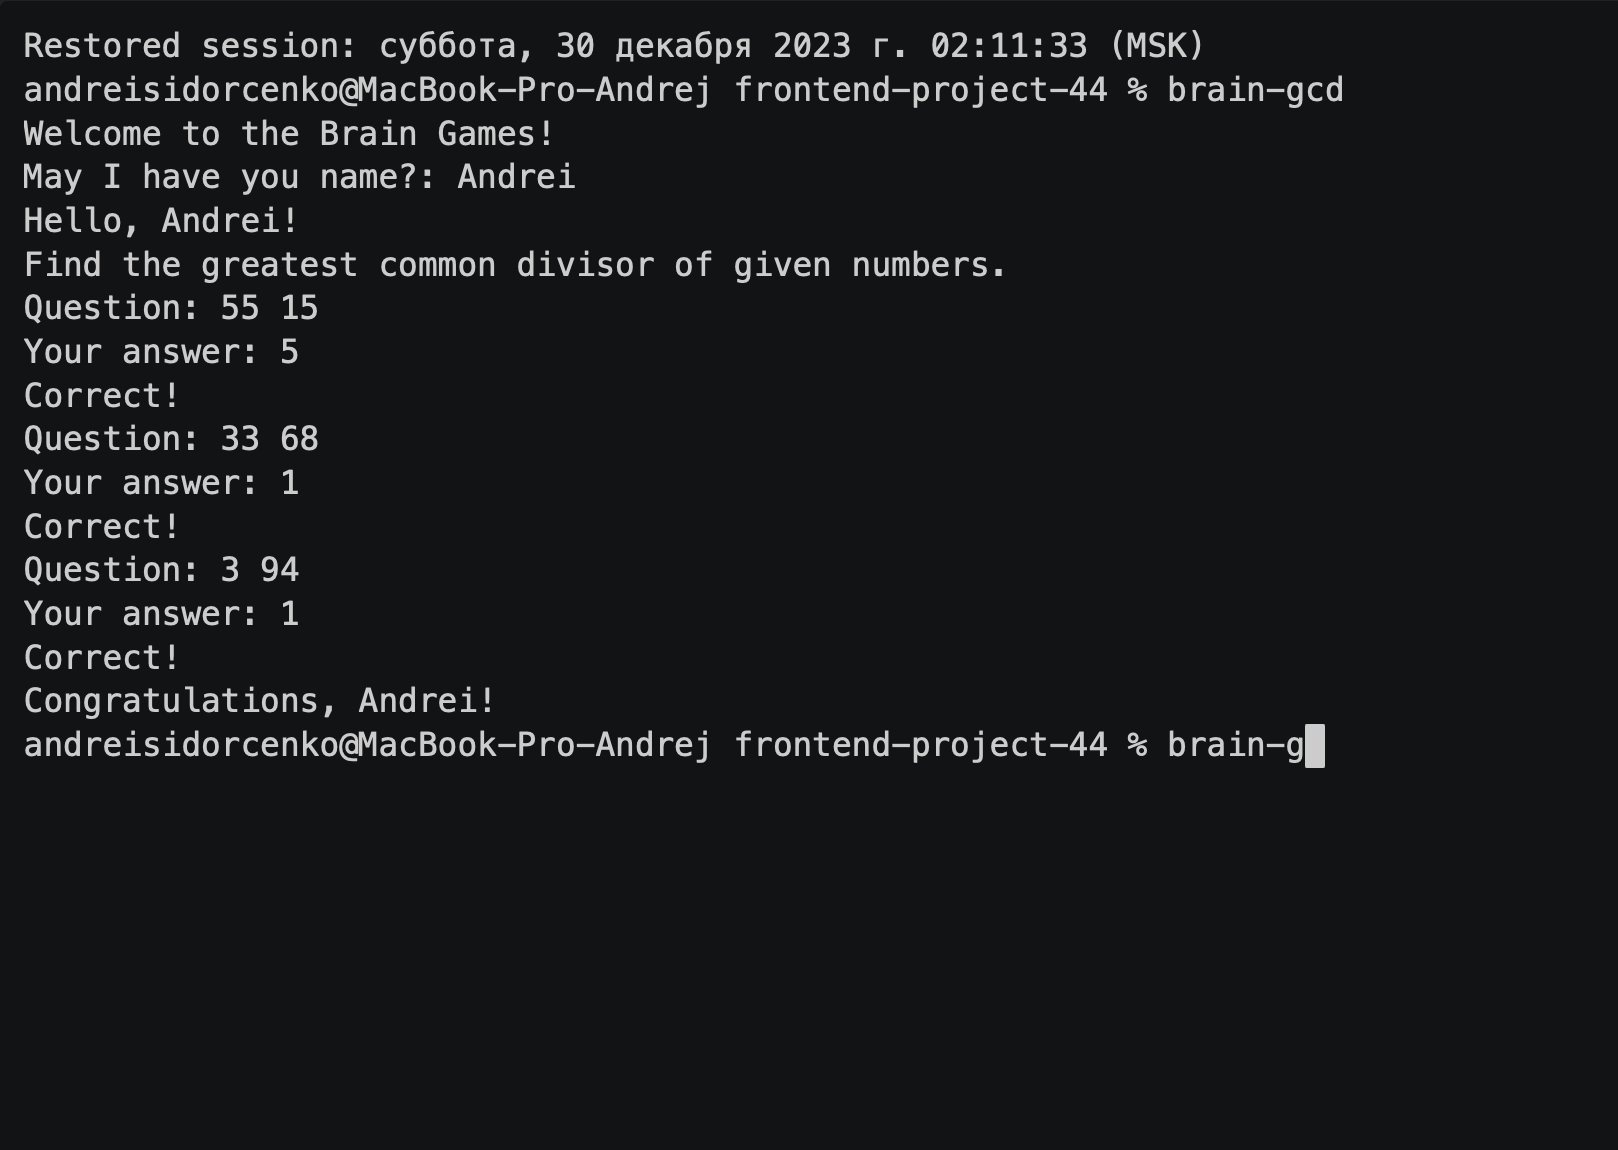 Restored session: суббота, 30 декабря 2023 г. 02:11:33 (MSK)
andreisidorcenko@MacBook-Pro-Andrej frontend-project-44 % brain-gcd
Welcome to the Brain Games!
May I have you name?: Andrei
Hello, Andrei!
Find the greatest common divisor of given numbers.
Question: 55 15
Your answer: 5
Correct!
Question: 33 68
Your answer: 1
Correct!
Question: 3 94
Your answer: 1
Correct!
Congratulations, Andrei!
andreisidorcenko@MacBook-Pro-Andrej frontend-project-44 % brain-g